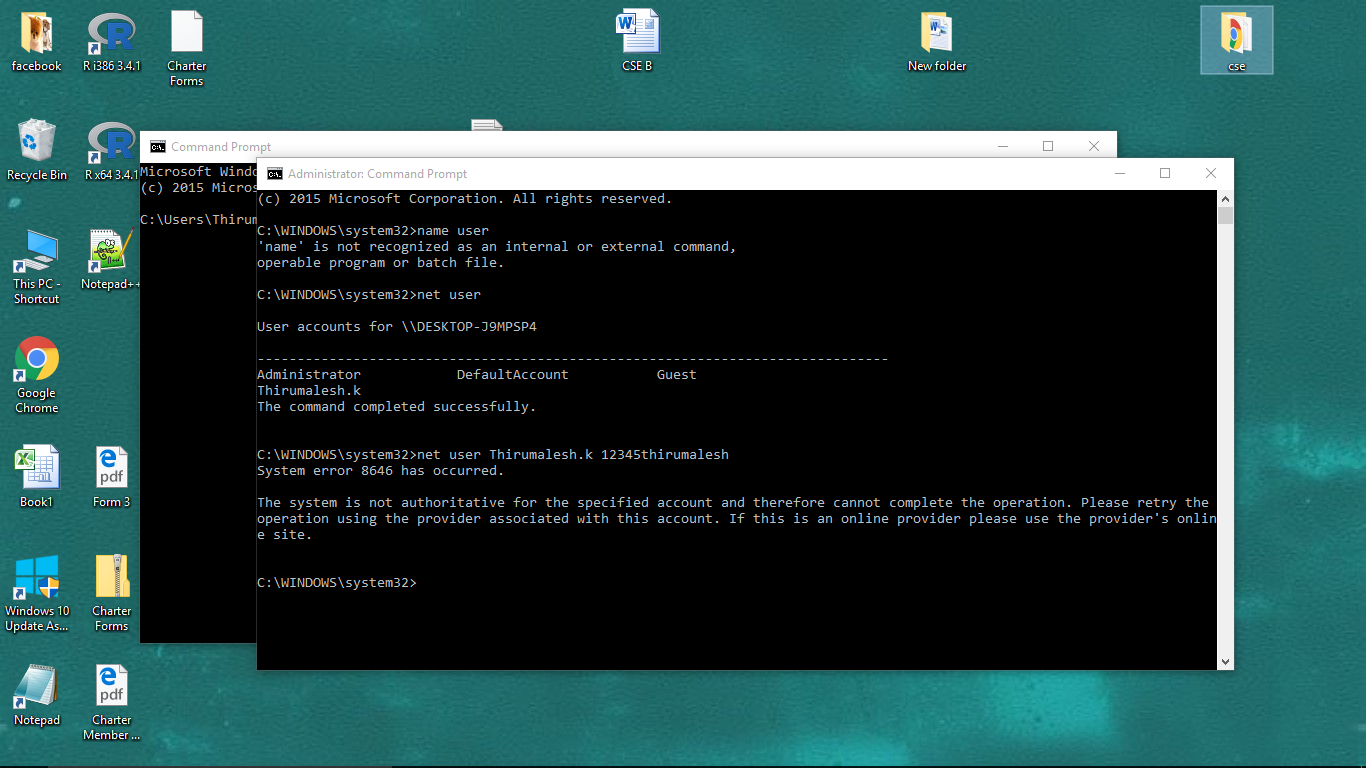 facebook
R i386 3.4.1
Charter
Forms
CSE B
New folder
cse
Recycle Bin
R x64 3.4.1
This PC -
Shortcut
Notepad++
Google
Chrome
Book1
Form 3
Windows 10
Update As...
Charter
Forms
Notepad
Charter
Member ...
pdf
pdf
Command Prompt
Microsoft Wind
(c) 2015 Micros
C:\Users\Thirum
Administrator: Command Prompt
(c) 2015 Microsoft Corporation. All rights reserved.
C:\WINDOWS\system32>name user
'name' is not recognized as an internal or external command,
operable program or batch file.
C:\WINDOWS\system32>net user
User accounts for \\DESKTOP-J9MPSP4
-------------------------------------------------------------------------------
Administrator            DefaultAccount           Guest
Thirumalesh.k
The command completed successfully.
C:\WINDOWS\system32>net user Thirumalesh.k 12345thirumalesh
System error 8646 has occurred.
The system is not authoritative for the specified account and therefore cannot complete the operation. Please retry the
operation using the provider associated with this account. If this is an online provider please use the provider's onlin
e site.
C:\WINDOWS\system32>